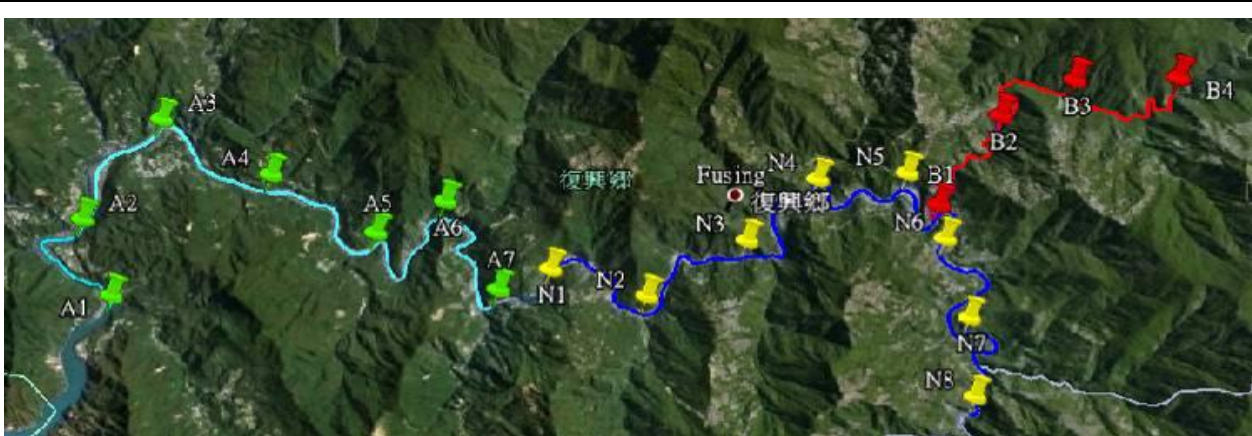 A3
B4
B3
A4
B2
N4
N5
Fusing
復興鄉
B1
A2
復興鄉
A5
A6
N3
N6
A7
N2
N1
A1
N7
N8